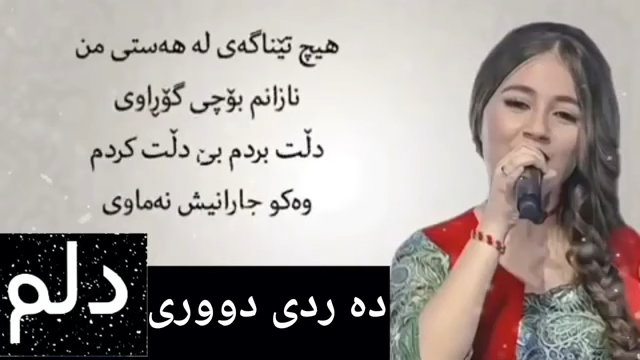 هیچ تێناگەی لە هەستی من
نازانم بۆچی گۆڕاوی
دڵت بردم بێ دڵت کردم
وەکو جارانیش نەماوی
دلم
ده ردی دووری